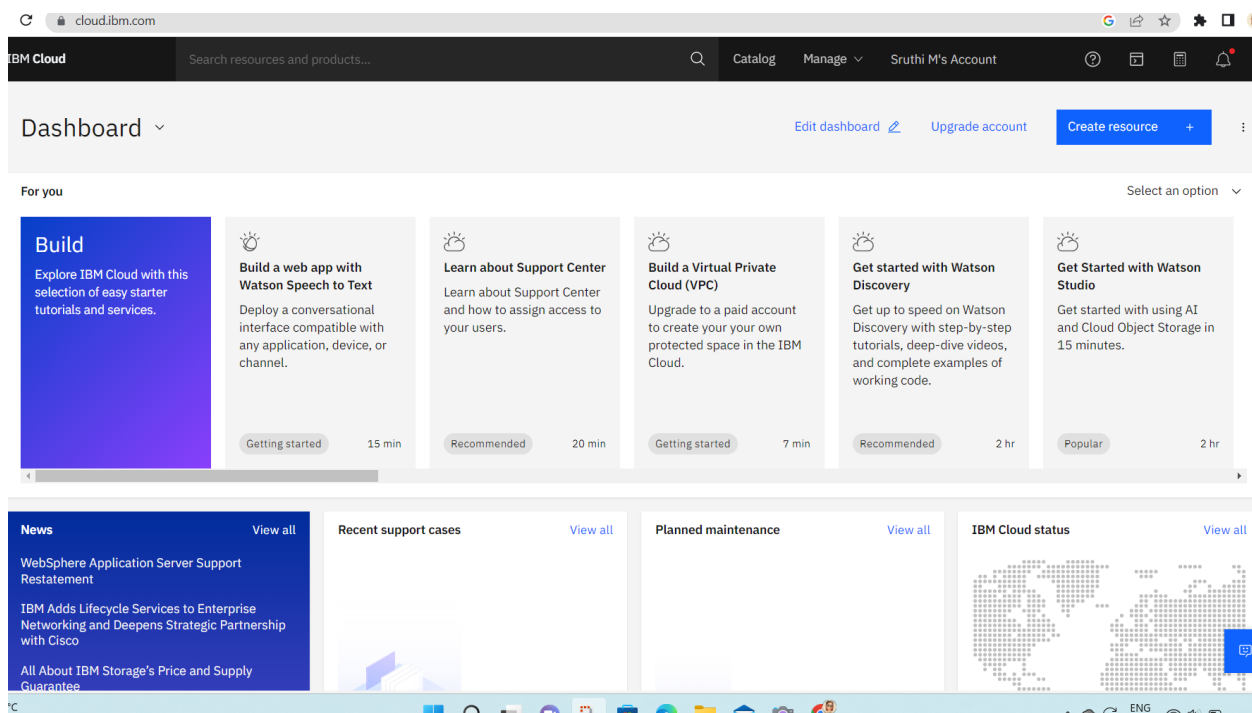 cloud.ibm.com
IBM Cloud
Search resources and products...
Catalog
Manage
Sruthi M's Account
Dashboard
Edit dashboard
Upgrade account
Create resource +
For you
Select an option
Build
Explore IBM Cloud with this
selection of easy starter
tutorials and services.
Build a web app with
Watson Speech to Text
Deploy a conversational
interface compatible with
any application, device, or
channel.
Getting started
15 min
Learn about Support Center
Learn about Support Center
and how to assign access to
your users.
Recommended
20 min
Build a Virtual Private
Cloud (VPC)
Upgrade to a paid account
to create your your own
protected space in the IBM
Cloud.
Getting started
7 min
Get started with Watson
Discovery
Get up to speed on Watson
Discovery with step-by-step
tutorials, deep-dive videos,
and complete examples of
working code.
Recommended
2 hr
Get Started with Watson
Studio
Get started with using AI
and Cloud Object Storage in
15 minutes.
Popular
2 hr
News
View all
WebSphere Application Server Support
Restatement
IBM Adds Lifecycle Services to Enterprise
Networking and Deepens Strategic Partnership
with Cisco
All About IBM Storage's Price and Supply
Guarantee
Recent support cases
View all
Planned maintenance
View all
IBM Cloud status
View all
°C
ENG